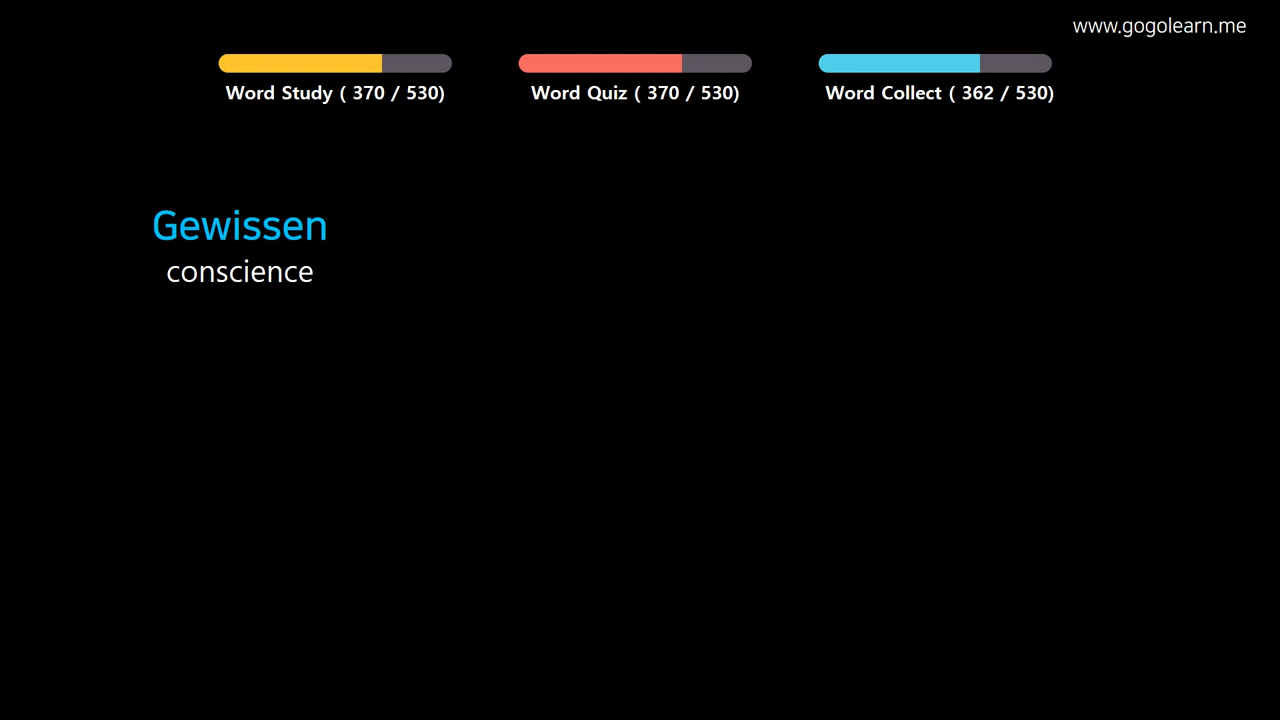 www.gogolearn.me
Word Study ( 370 / 530)
Word Quiz ( 370 / 530)
Word Collect ( 362 / 530)
Gewissen
conscience